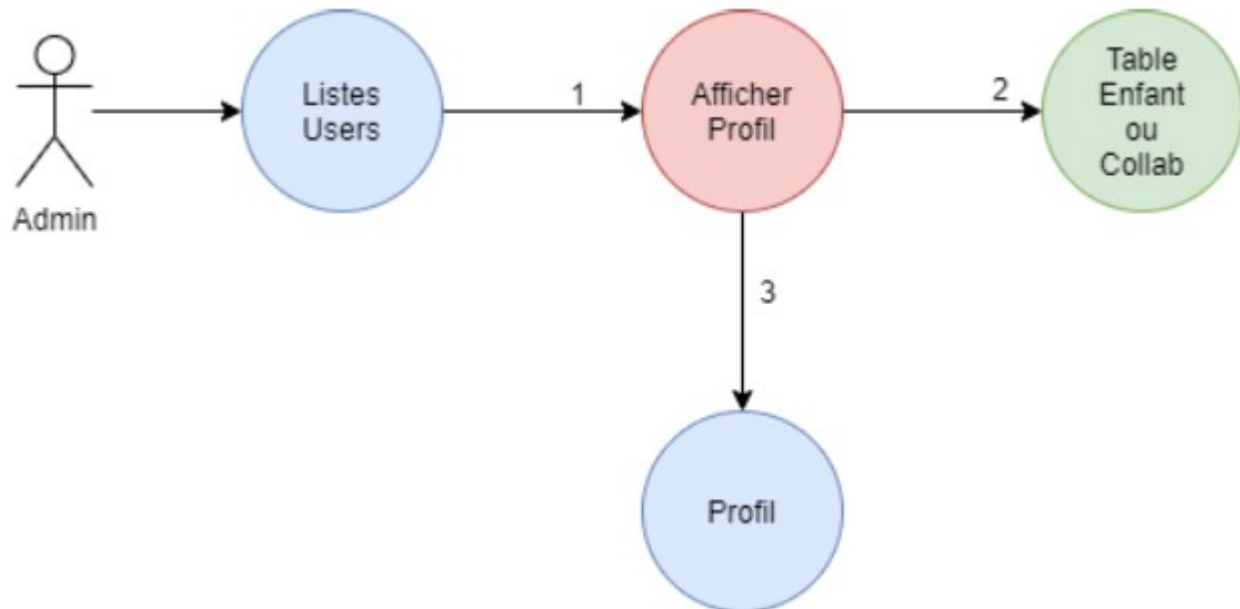 Admin
Listes
Users
1
Afficher
Profil
2
Table
Enfant
ou
Collab
3
Profil